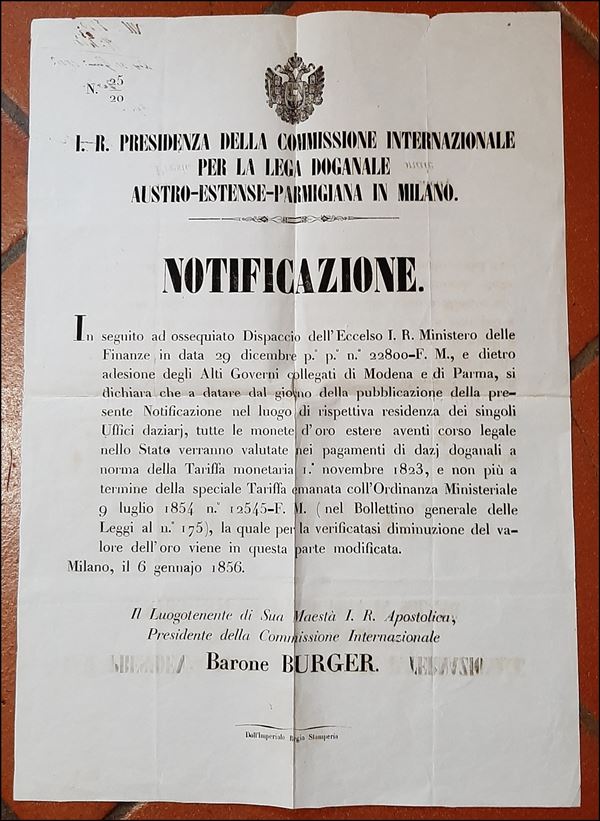 N.° 25
20
I. R. PRESIDENZA DELLA COMMISSIONE INTERNAZIONALE
PER LA LEGA DOGANALE
AUSTRO-ESTENSE-PARMIGIANA IN MILANO.
NOTIFICAZIONE.
In seguito ad ossequiato Dispaccio dell'Eccelso I. R. Ministero delle
Finanze in data 29 dicembre p.° p.° n.° 22800-F. M., e dietro
adesione degli Alti Governi collegati di Modena e di Parma, si
dichiara che a datare dal giorno della pubblicazione della pre-
sente Notificazione nel luogo di rispettiva residenza dei singoli
Uffici daziarj, tutte le monete d'oro estere aventi corso legale
nello Stato verranno valutate nei pagamenti di dazj doganali a
norma della Tariffa monetaria 1.° novembre 1823, e non più a
termine della speciale Tariffa emanata coll'Ordinanza Ministeriale
9 luglio 1854 n.° 12545-F. M. (nel Bollettino generale delle
Leggi al n.° 175), la quale per la verificatasi diminuzione del va-
lore dell'oro viene in questa parte modificata.
Milano, il 6 gennajo 1856.
Il Luogotenente di Sua Maestà I. R. Apostolica,
Presidente della Commissione Internazionale
Barone BURGER.
Dall'Imperiale Regia Stamperia